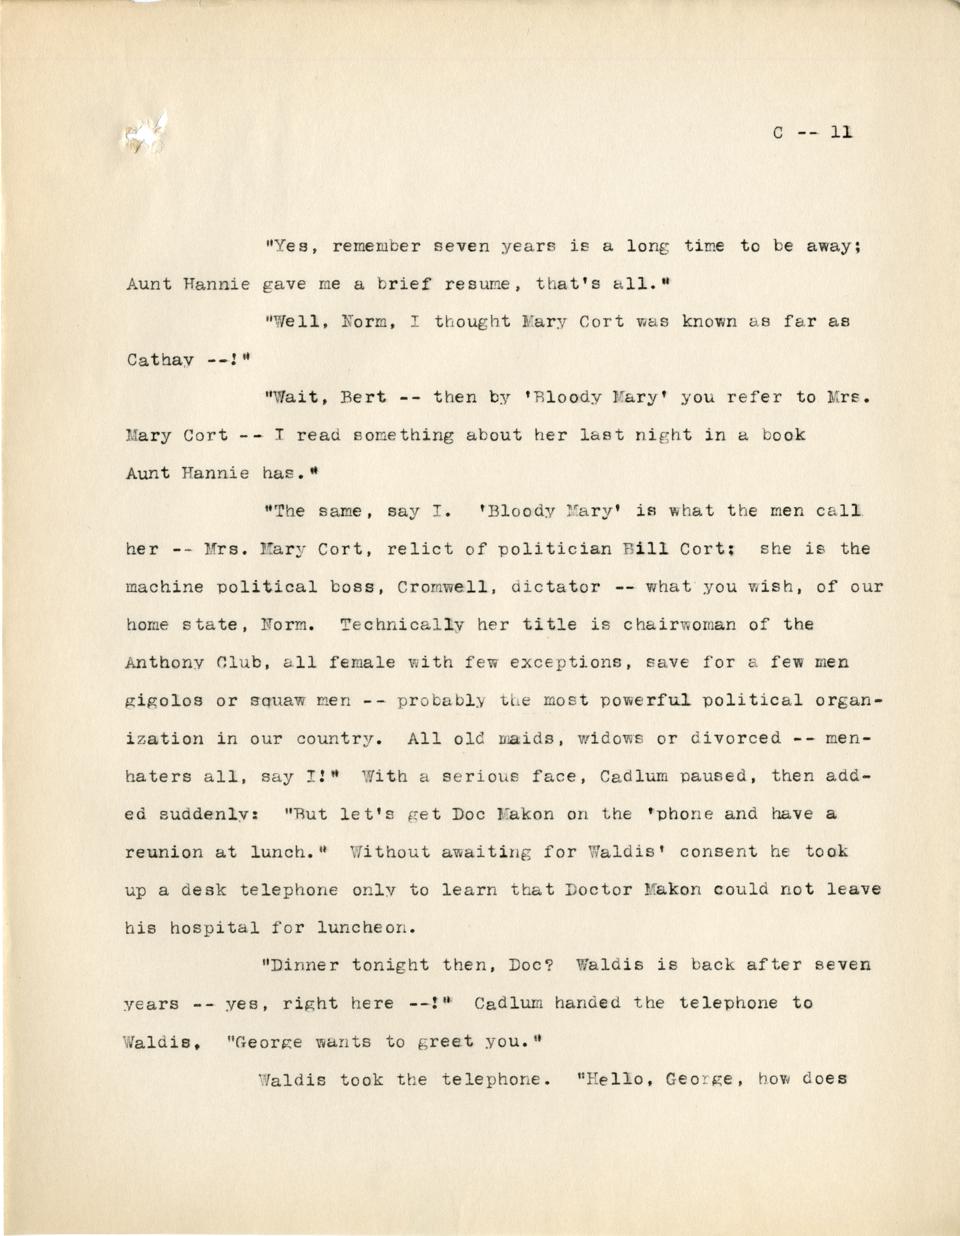 C -- 11
"Yes, remember seven years is a long time to be away;
Aunt Hannie gave me a brief resume, that's all."
"Well, Norm, I thought Mary Cort was known as far as
Cathay --!"
"Wait, Bert -- then by 'Bloody Mary' you refer to Mrs.
Mary Cort -- I read something about her last night in a book
Aunt Hannie has."
"The same, say I.  'Bloody Mary' is what the men call
her -- Mrs. Mary Cort, relict of politician Bill Cort;  she is the
machine political boss, Cromwell, dictator -- what you wish, of our
home state, Norm.  Technically her title is chairwoman of the
Anthony Club, all female with few exceptions, save for a few men
gigolos or squaw men -- probably the most powerful political organ-
ization in our country.  All old maids, widows or divorced -- men-
haters all, say I!"  With a serious face, Cadlum paused, then add-
ed suddenly:  "But let's get Doc Makon on the 'phone and have a
reunion at lunch."  Without awaiting for Waldis' consent he took
up a desk telephone only to learn that Doctor Makon could not leave
his hospital for luncheon.
"Dinner tonight then, Doc?  Waldis is back after seven
years -- yes, right here --!"  Cadlum handed the telephone to
Waldis.  "George wants to greet you."
Waldis took the telephone.  "Hello, George, how does